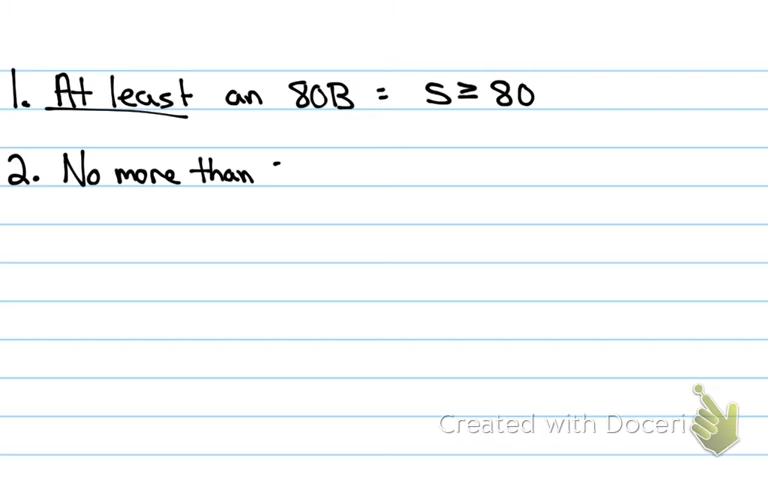 1. At least an 80B = S ≥ 80
2. No more than
Created with Doceri